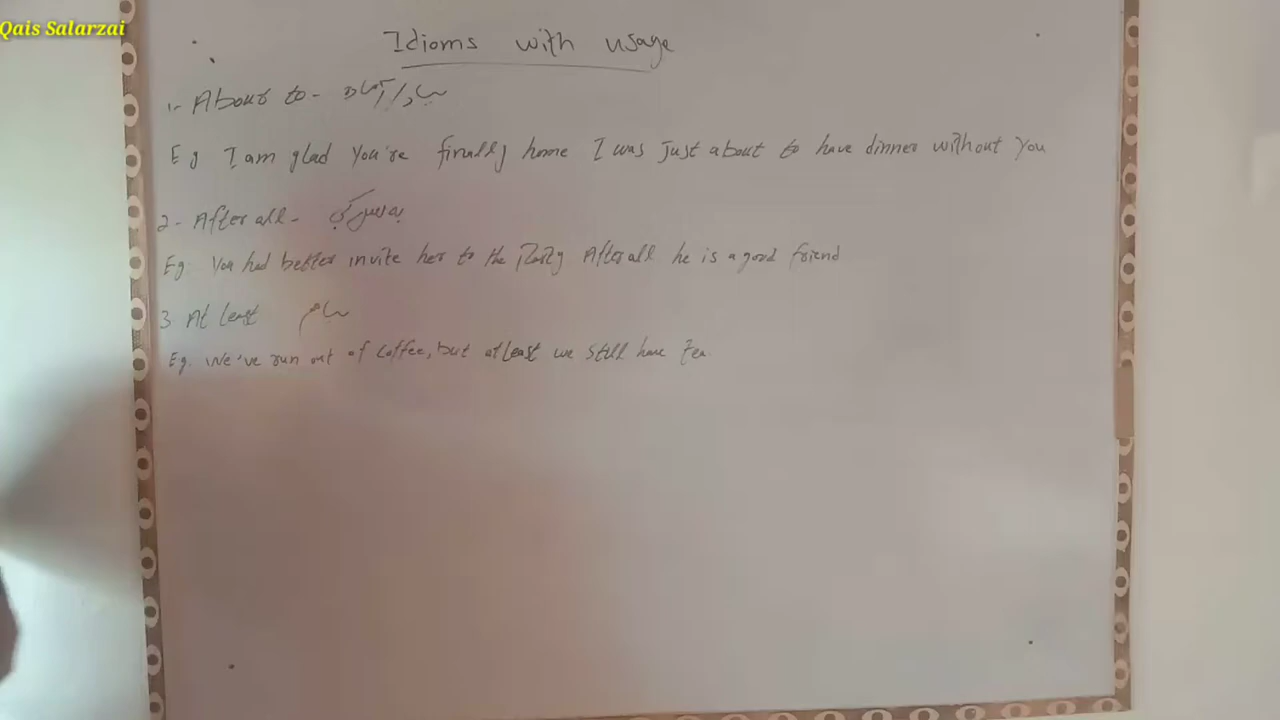 Qais Salarzai
Idioms with usage
1- About to - تیار/آماده
Eg I am glad you're finally home I was just about to have dinner without you
2- After all -
Eg You had better invite her to the Party After all he is a good friend
3 At least
Eg. We've run out of coffee, but at least we still have tea.